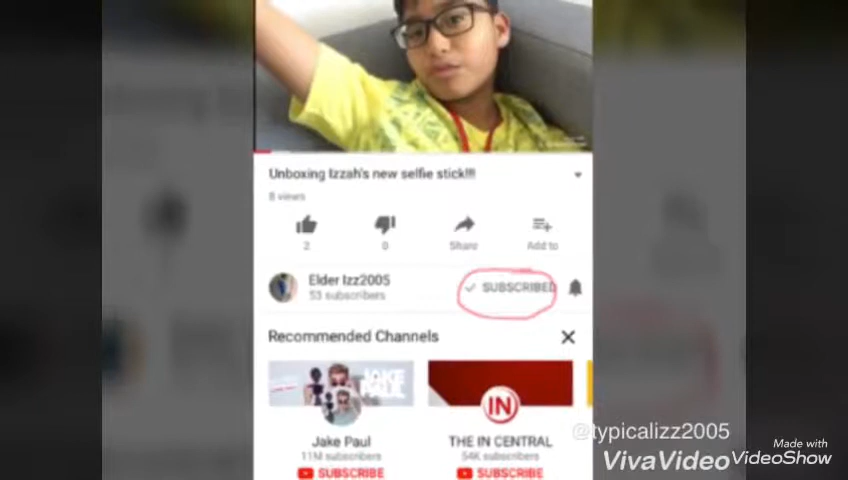 Unboxing Izzah's new selfie stick!!!
8 views
2
0
Share
Add to
Elder Izz2005
53 subscribers
SUBSCRIBED
Recommended Channels
JAKE PAUL
IN
Jake Paul
THE IN CENTRAL
11M subscribers
54K subscribers
SUBSCRIBE
SUBSCRIBE
@typicalizz2005
Made with
VivaVideo
VideoShow